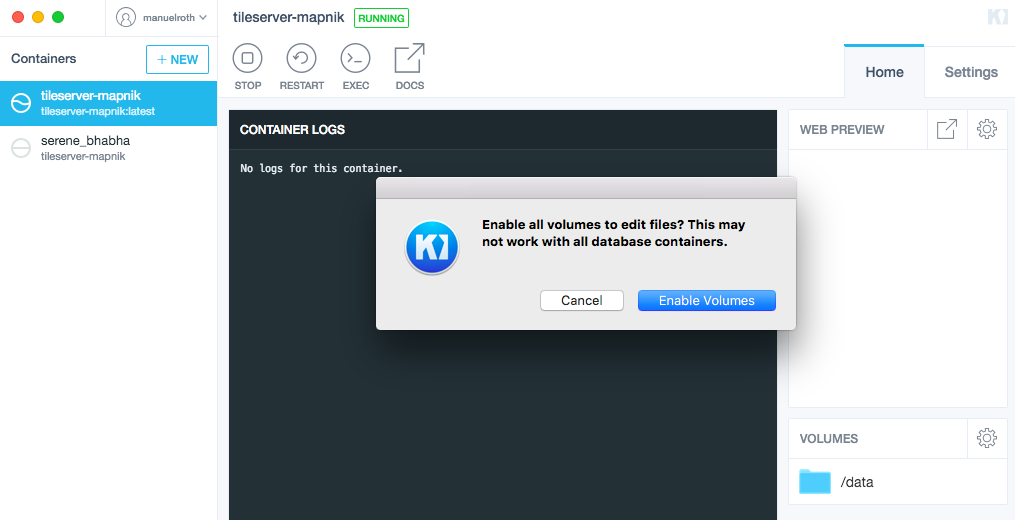 manuelroth
tileserver-mapnik RUNNING
Containers
+ NEW
STOP
RESTART
EXEC
DOCS
Home
Settings
tileserver-mapnik
tileserver-mapnik:latest
serene_bhabha
tileserver-mapnik
CONTAINER LOGS
No logs for this container.
WEB PREVIEW
Enable all volumes to edit files? This may
not work with all database containers.
Cancel
Enable Volumes
VOLUMES
/data